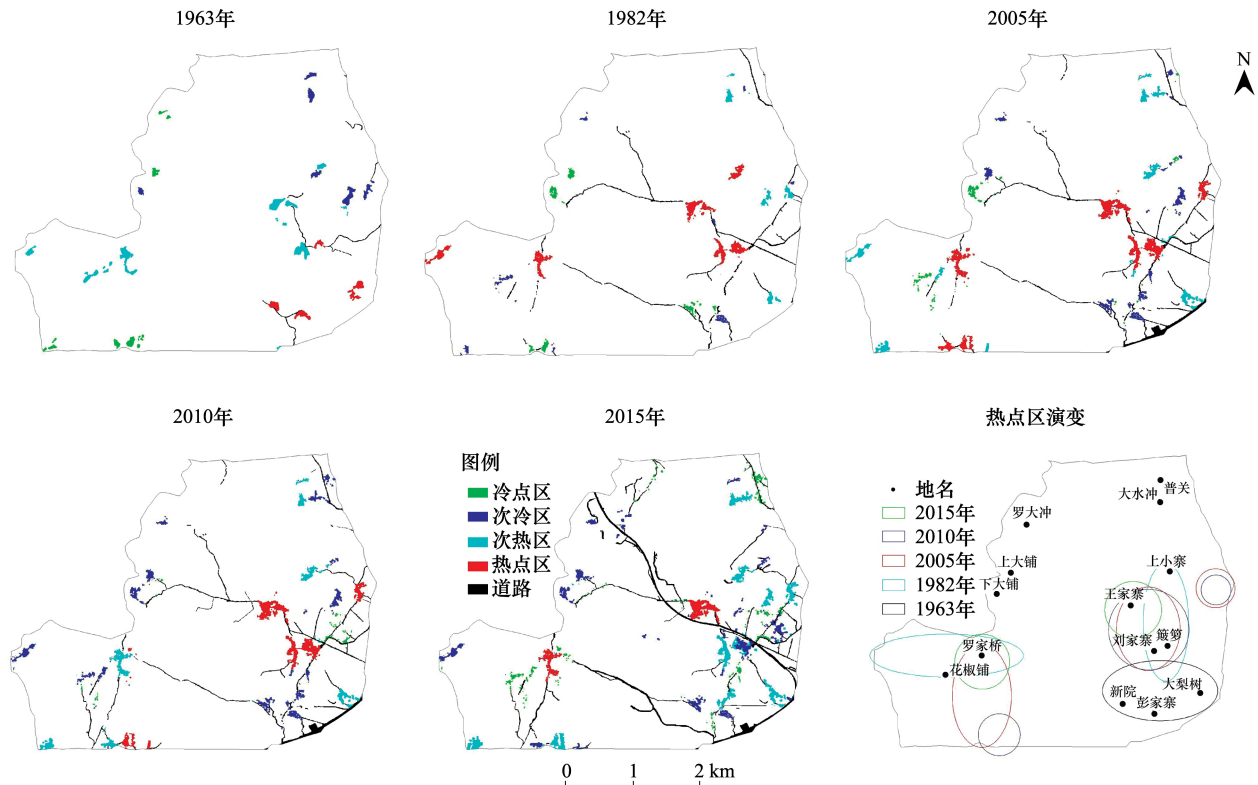 1963年
1982年
2005年
N
2010年
2015年
热点区演变
图例
冷点区
次冷区
次热区
热点区
道路
0 1 2 km
地名
2015年
2010年
2005年
1982年
1963年
普关
大水冲
罗大冲
上大铺
下大铺
上小寨
王家寨
刘家寨
簸箩
罗家桥
花椒铺
新院
大梨树
彭家寨